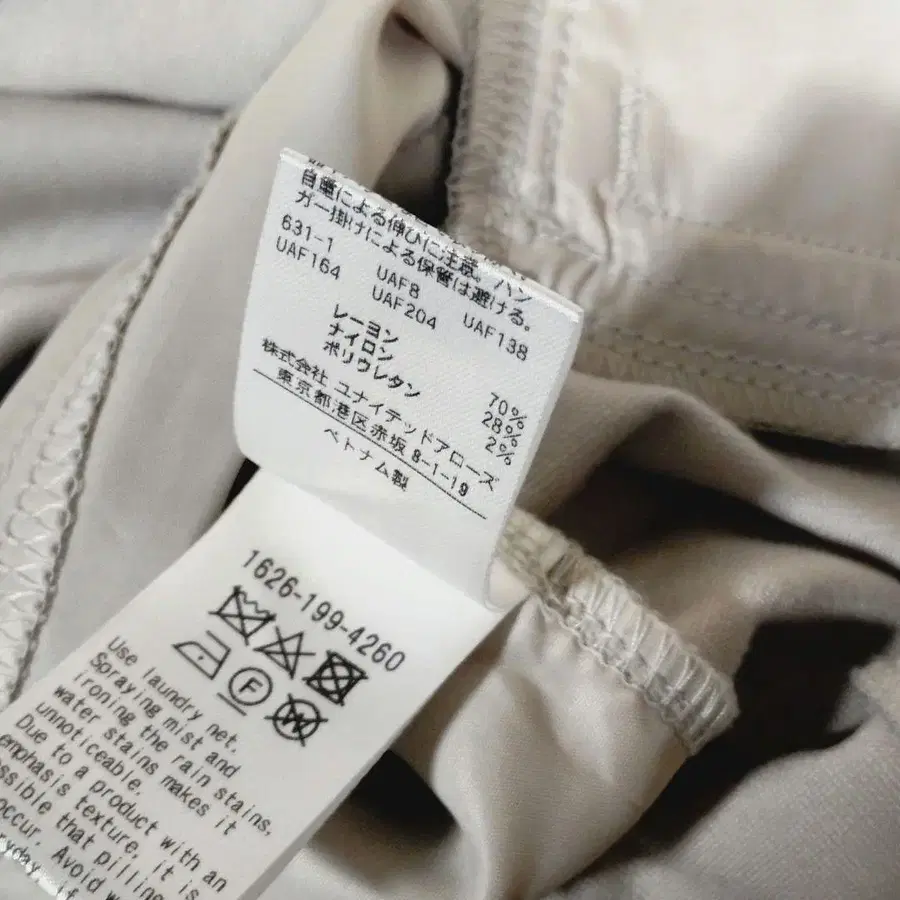 自重による伸びに注意。ハン
ガー掛けによる保管は避ける。
631-1
UAF164 UAF8
UAF204 UAF138
レーヨン 70%
ナイロン 28%
ポリウレタン 2%
株式会社 ユナイテッドアローズ
東京都港区赤坂8-1-19
ベトナム製
1626-199-4260
F
W
Use laundry net.
Spraying mist and
ironing the rain stains,
water stains makes it
unnoticeable.
Due to a product with an
emphasis texture, it is
possible that pilling
occur. Avoid w
if